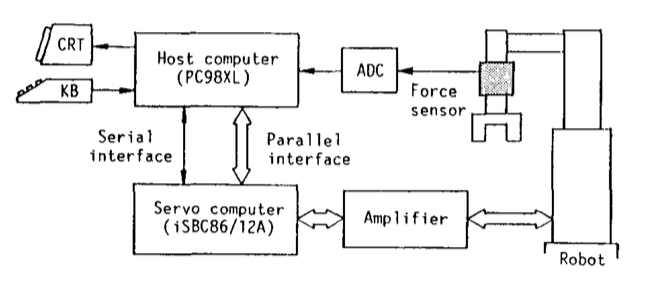 CRT
KB
Host computer
(PC98XL)
ADC
Force
sensor
Serial
interface
Parallel
interface
Servo computer
(iSBC86/12A)
Amplifier
Robot